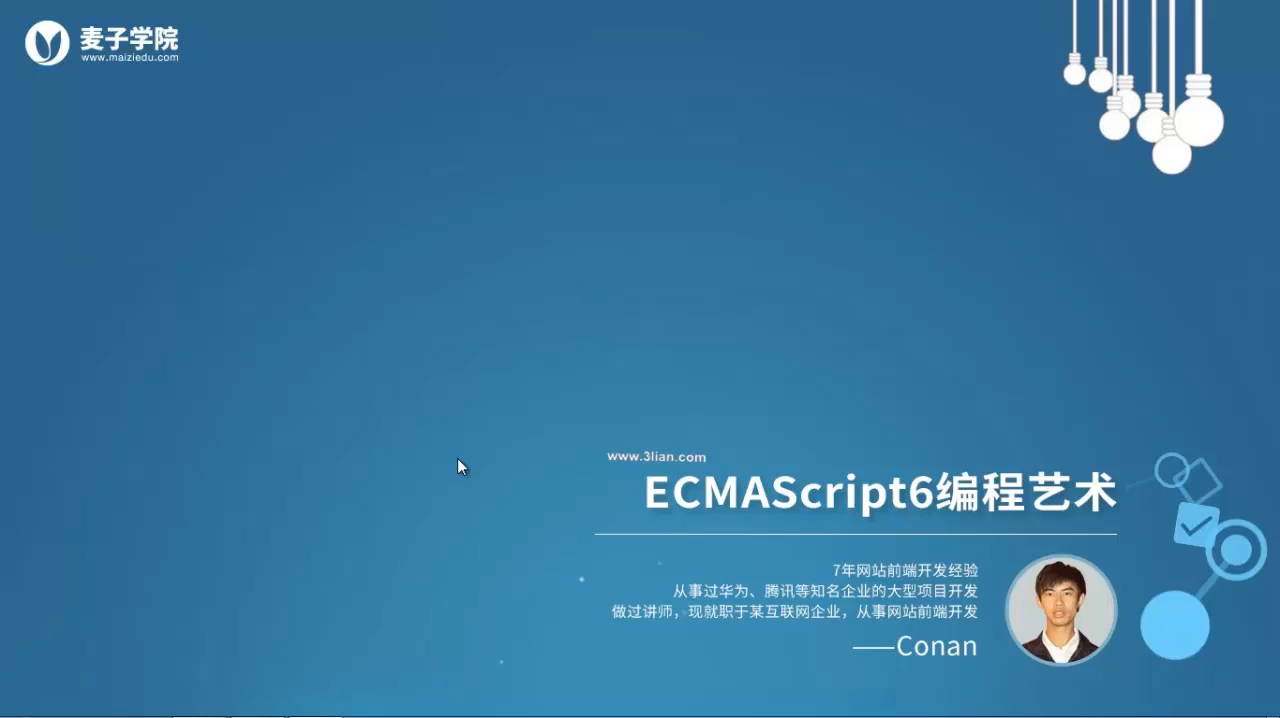 麦子学院
www.maiziedu.com
www.3lian.com
ECMAScript6编程艺术
7年网站前端开发经验
从事过华为、腾讯等知名企业的大型项目开发
做过讲师，现就职于某互联网企业，从事网站前端开发
——Conan